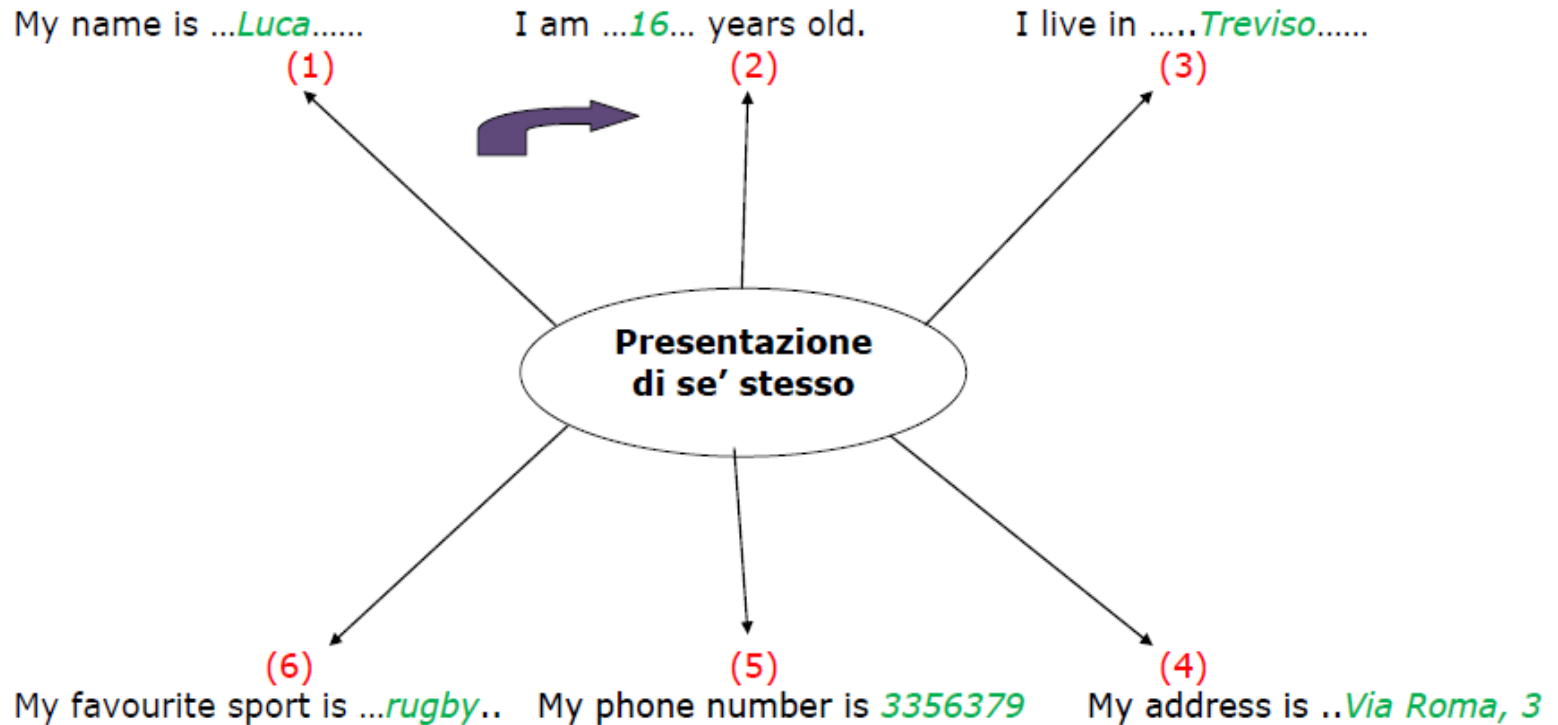 My name is ...Luca...... I am ...16... years old. I live in .....Treviso......
(1) (2) (3)
Presentazione
di se’ stesso
(6) (5) (4)
My favourite sport is ...rugby.. My phone number is 3356379 My address is ..Via Roma, 3